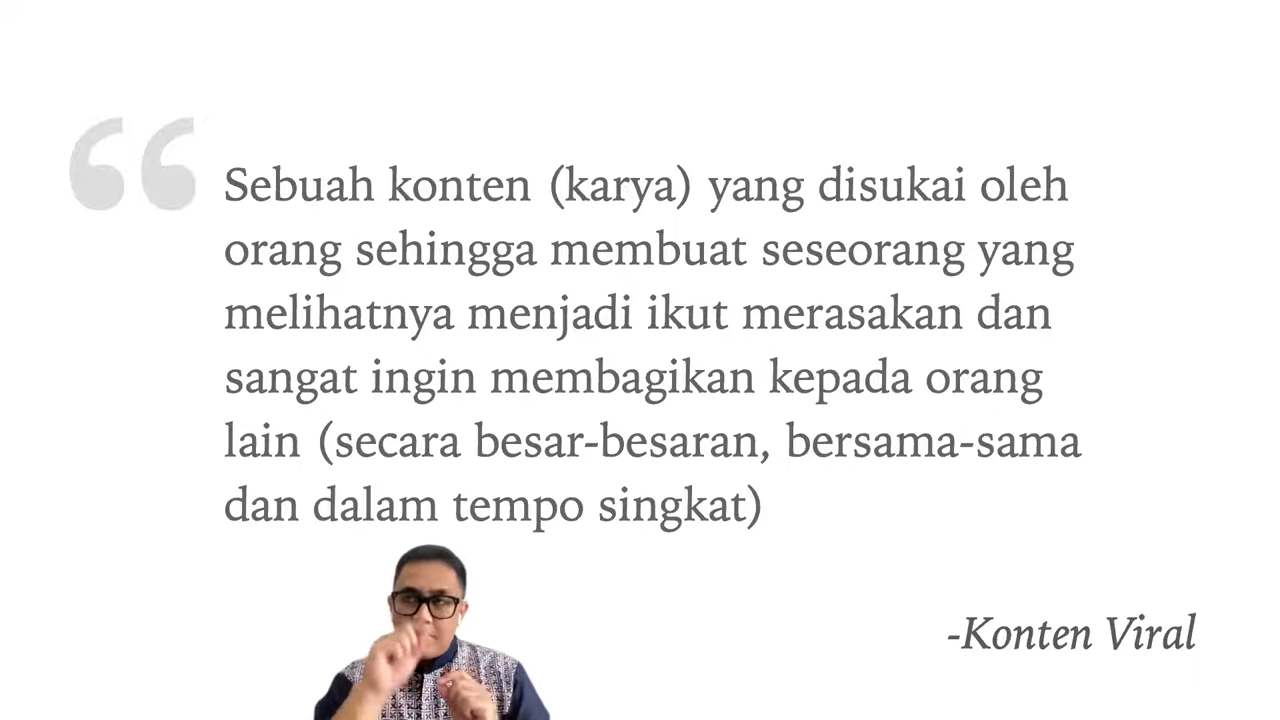 “
Sebuah konten (karya) yang disukai oleh
orang sehingga membuat seseorang yang
melihatnya menjadi ikut merasakan dan
sangat ingin membagikan kepada orang
lain (secara besar-besaran, bersama-sama
dan dalam tempo singkat)
-Konten Viral